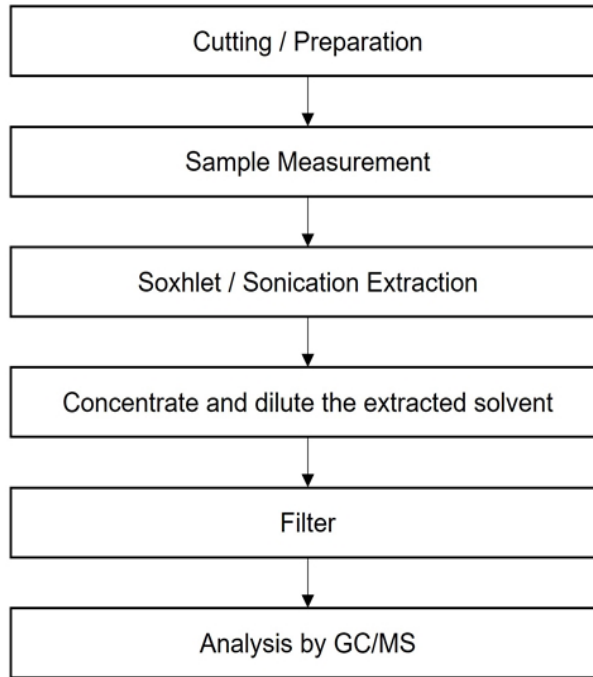 Cutting / Preparation
Sample Measurement
Soxhlet / Sonication Extraction
Concentrate and dilute the extracted solvent
Filter
Analysis by GC/MS